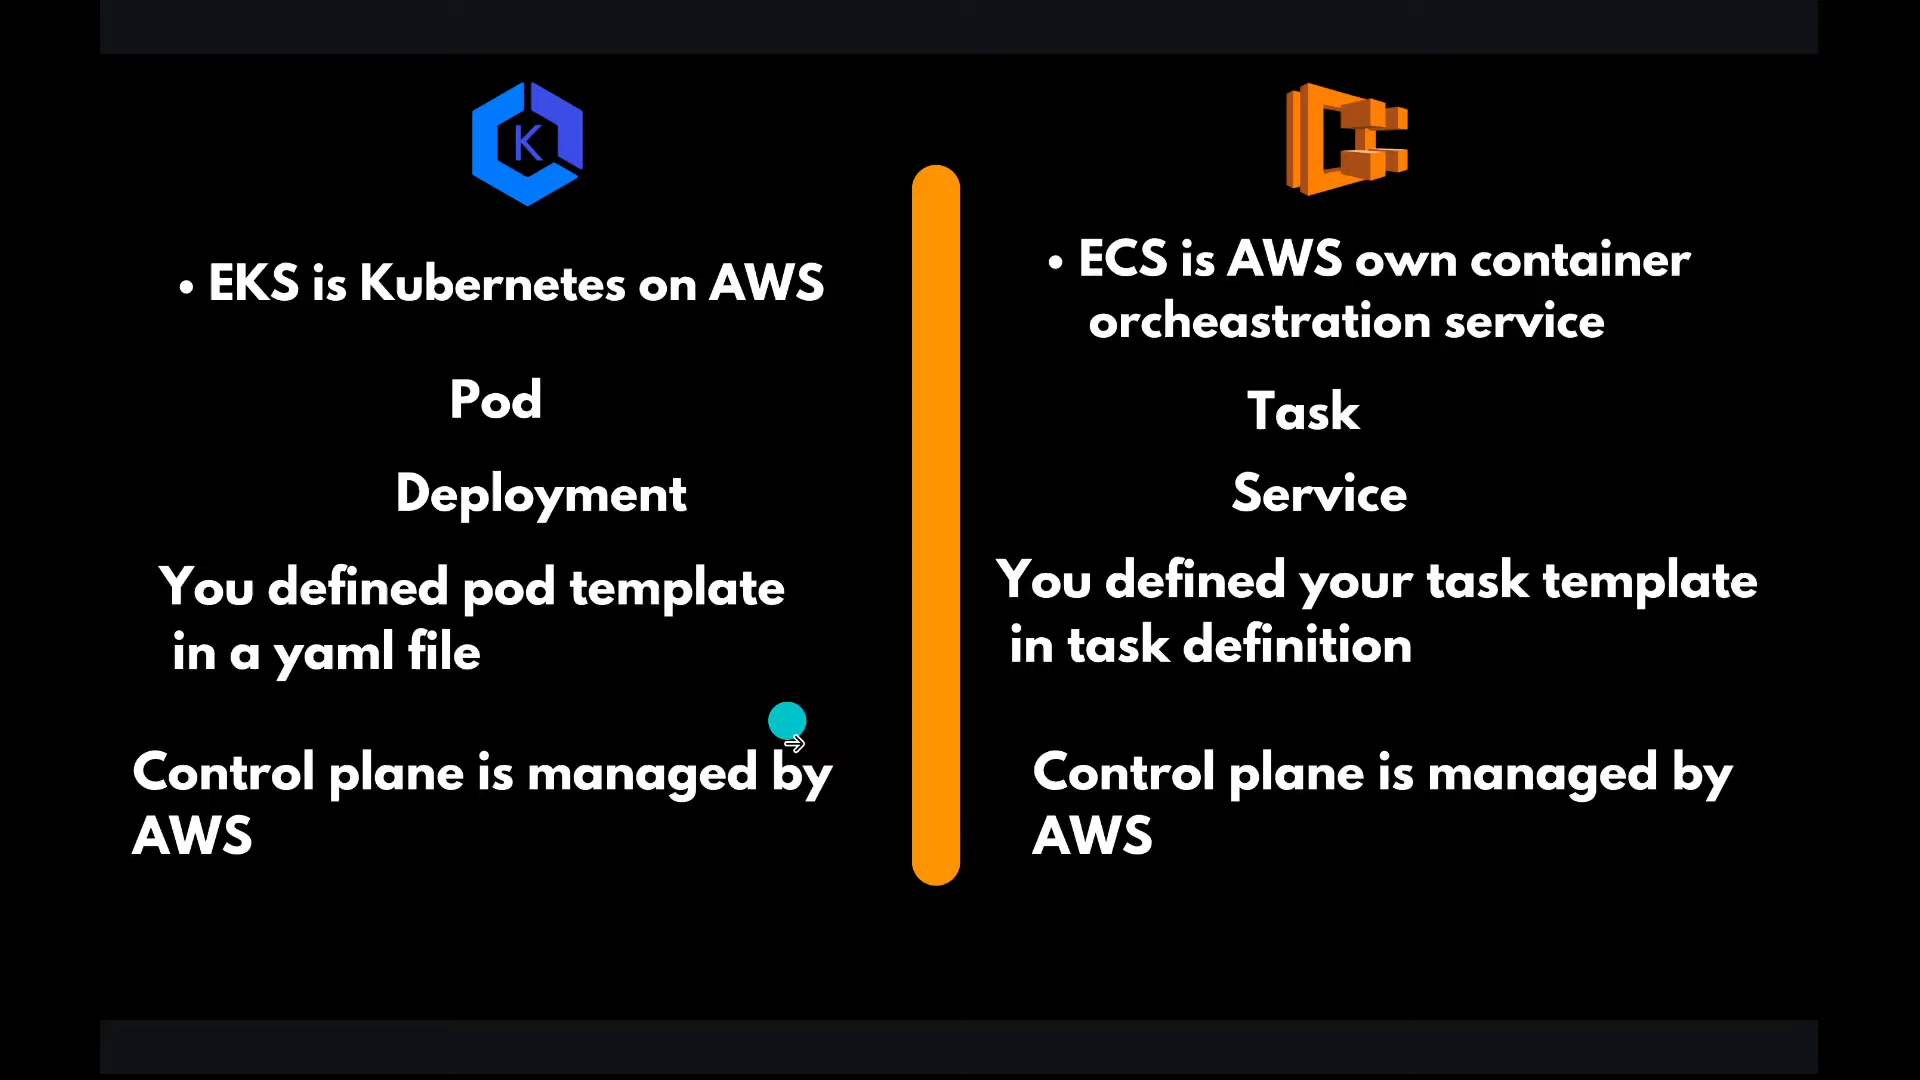 K
• EKS is Kubernetes on AWS
Pod
Deployment
You defined pod template
in a yaml file
Control plane is managed by
AWS
• ECS is AWS own container
orcheastration service
Task
Service
You defined your task template
in task definition
Control plane is managed by
AWS